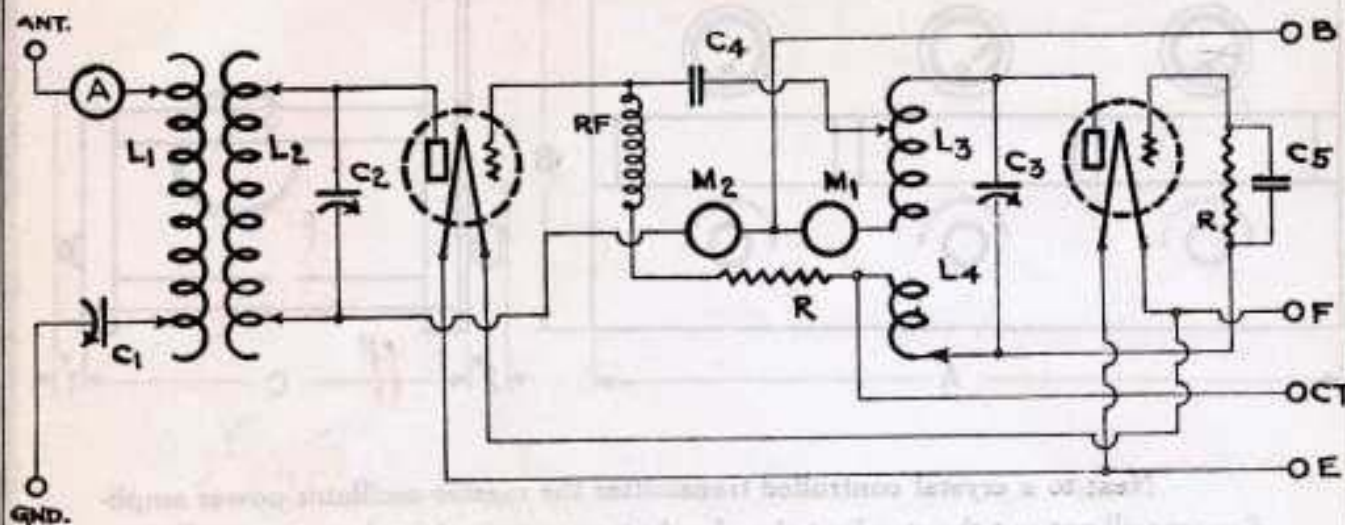 ANT.
A
L1
L2
C2
C1
GND.
RF
C4
M2
M1
R
L3
L4
C3
C5
R
B
F
CT
E
Next to a crystal controlled transmitter the master oscillator power ampli-